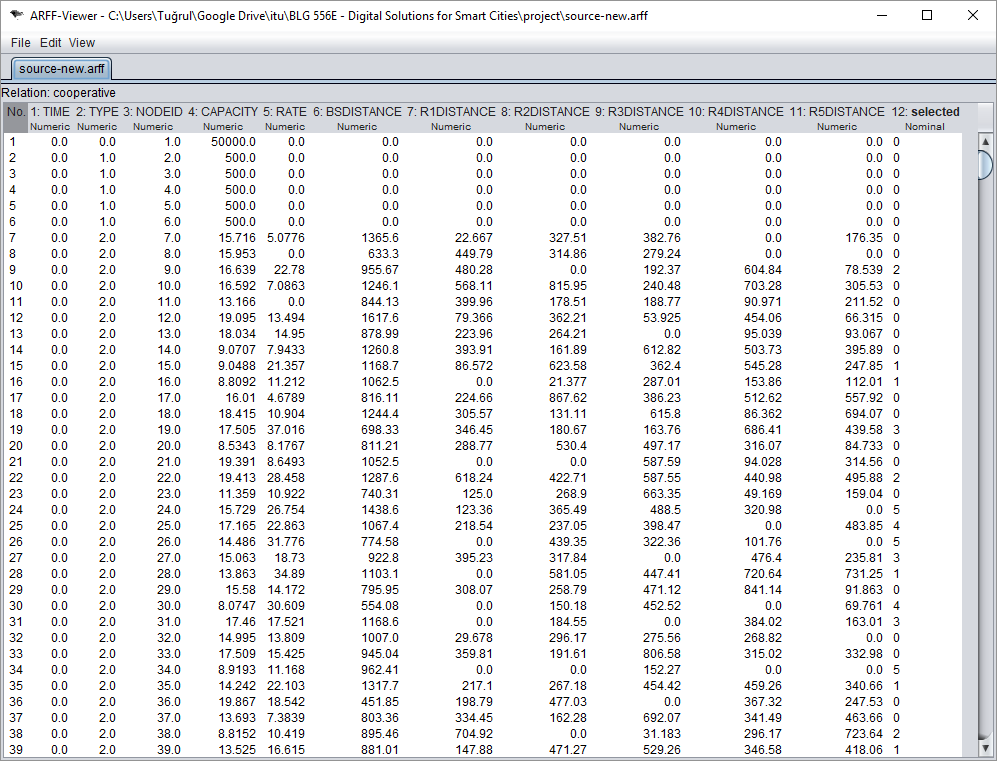 ARFF-Viewer - C:\Users\Tuğrul\Google Drive\itu\BLG 556E - Digital Solutions for Smart Cities\project\source-new.arff
File Edit View
source-new.arff
Relation: cooperative
No. 1: TIME 2: TYPE 3: NODEID 4: CAPACITY 5: RATE 6: BSDISTANCE 7: R1DISTANCE 8: R2DISTANCE 9: R3DISTANCE 10: R4DISTANCE 11: R5DISTANCE 12: selected
Numeric Numeric Numeric Numeric Numeric Numeric Numeric Numeric Numeric Numeric Numeric Nominal
1 0.0 0.0 1.0 50000.0 0.0 0.0 0.0 0.0 0.0 0.0 0.0 0
2 0.0 1.0 2.0 500.0 0.0 0.0 0.0 0.0 0.0 0.0 0.0 0
3 0.0 1.0 3.0 500.0 0.0 0.0 0.0 0.0 0.0 0.0 0.0 0
4 0.0 1.0 4.0 500.0 0.0 0.0 0.0 0.0 0.0 0.0 0.0 0
5 0.0 1.0 5.0 500.0 0.0 0.0 0.0 0.0 0.0 0.0 0.0 0
6 0.0 1.0 6.0 500.0 0.0 0.0 0.0 0.0 0.0 0.0 0.0 0
7 0.0 2.0 7.0 15.716 5.0776 1365.6 22.667 327.51 382.76 0.0 176.35 0
8 0.0 2.0 8.0 15.953 0.0 633.3 449.79 314.86 279.24 0.0 0.0 0
9 0.0 2.0 9.0 16.639 22.78 955.67 480.28 0.0 192.37 604.84 78.539 2
10 0.0 2.0 10.0 16.592 7.0863 1246.1 568.11 815.95 240.48 703.28 305.53 0
11 0.0 2.0 11.0 13.166 0.0 844.13 399.96 178.51 188.77 90.971 211.52 0
12 0.0 2.0 12.0 19.095 13.494 1617.6 79.366 362.21 53.925 454.06 66.315 0
13 0.0 2.0 13.0 18.034 14.95 878.99 223.96 264.21 0.0 95.039 93.067 0
14 0.0 2.0 14.0 9.0707 7.9433 1260.8 393.91 161.89 612.82 503.73 395.89 0
15 0.0 2.0 15.0 9.0488 21.357 1168.7 86.572 623.58 362.4 545.28 247.85 1
16 0.0 2.0 16.0 8.8092 11.212 1062.5 0.0 21.377 287.01 153.86 112.01 1
17 0.0 2.0 17.0 16.01 4.6789 816.11 224.66 867.62 386.23 512.62 557.92 0
18 0.0 2.0 18.0 18.415 10.904 1244.4 305.57 131.11 615.8 86.362 694.07 0
19 0.0 2.0 19.0 17.505 37.016 698.33 346.45 180.67 163.76 686.41 439.58 3
20 0.0 2.0 20.0 8.5343 8.1767 811.21 288.77 530.4 497.17 316.07 84.733 0
21 0.0 2.0 21.0 19.391 8.6493 1052.5 0.0 0.0 587.59 94.028 314.56 0
22 0.0 2.0 22.0 19.413 28.458 1287.6 618.24 422.71 587.55 440.98 495.88 2
23 0.0 2.0 23.0 11.359 10.922 740.31 125.0 268.9 663.35 49.169 159.04 0
24 0.0 2.0 24.0 15.729 26.754 1438.6 123.36 365.49 488.5 320.98 0.0 5
25 0.0 2.0 25.0 17.165 22.863 1067.4 218.54 237.05 398.47 0.0 483.85 4
26 0.0 2.0 26.0 14.486 31.776 774.58 0.0 439.35 322.36 101.76 0.0 5
27 0.0 2.0 27.0 15.063 18.73 922.8 395.23 317.84 0.0 476.4 235.81 3
28 0.0 2.0 28.0 13.863 34.89 1103.1 0.0 581.05 447.41 720.64 731.25 1
29 0.0 2.0 29.0 15.58 14.172 795.95 308.07 258.79 471.12 841.14 91.863 0
30 0.0 2.0 30.0 8.0747 30.609 554.08 0.0 150.18 452.52 0.0 69.761 4
31 0.0 2.0 31.0 17.46 17.521 1168.6 0.0 184.55 0.0 384.02 163.01 3
32 0.0 2.0 32.0 14.995 13.809 1007.0 29.678 296.17 275.56 268.82 0.0 0
33 0.0 2.0 33.0 17.509 15.425 945.04 359.81 191.61 806.58 315.02 332.98 0
34 0.0 2.0 34.0 8.9193 11.168 962.41 0.0 0.0 152.27 0.0 0.0 5
35 0.0 2.0 35.0 14.242 22.103 1317.7 217.1 267.18 454.42 459.26 340.66 1
36 0.0 2.0 36.0 19.867 18.542 451.85 198.79 477.03 0.0 367.32 247.53 0
37 0.0 2.0 37.0 13.693 7.3839 803.36 334.45 162.28 692.07 341.49 463.66 0
38 0.0 2.0 38.0 8.8152 10.419 895.46 704.92 0.0 31.183 296.17 723.64 2
39 0.0 2.0 39.0 13.525 16.615 881.01 147.88 471.27 529.26 346.58 418.06 1